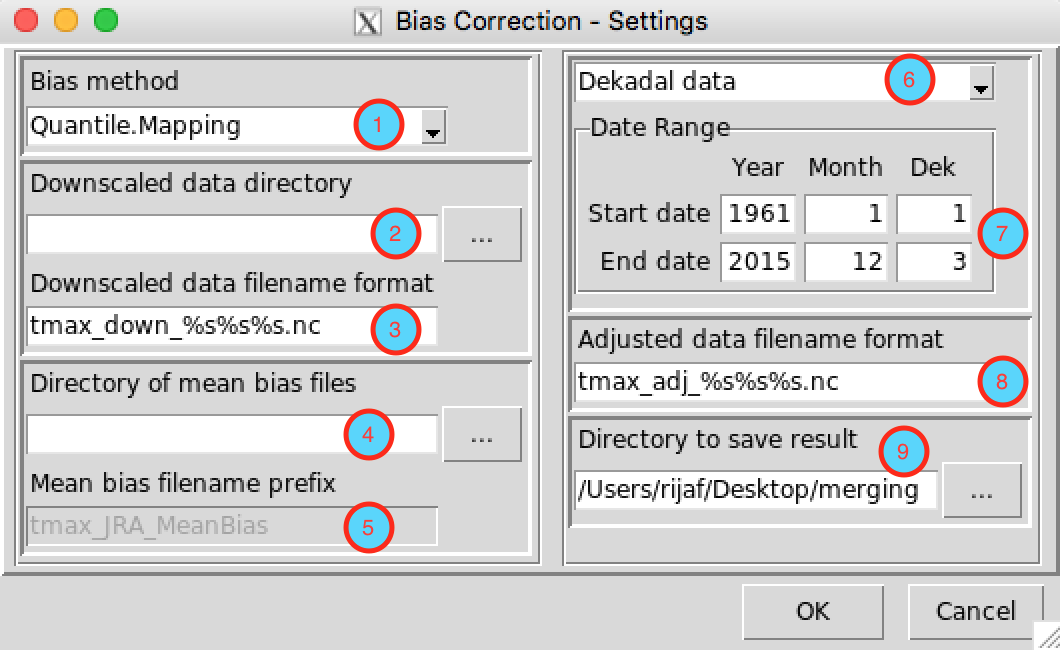 Bias Correction - Settings
Bias method
Quantile.Mapping 1
Downscaled data directory
2 ...
Downscaled data filename format
tmax_down_%s%s%s.nc 3
Directory of mean bias files
4 ...
Mean bias filename prefix
tmax_JRA_MeanBias 5
Dekadal data 6
Date Range
Year Month Dek
Start date 1961 1 1
7
End date 2015 12 3
Adjusted data filename format
tmax_adj_%s%s%s.nc 8
Directory to save result 9
/Users/rijaf/Desktop/merging ...
OK Cancel